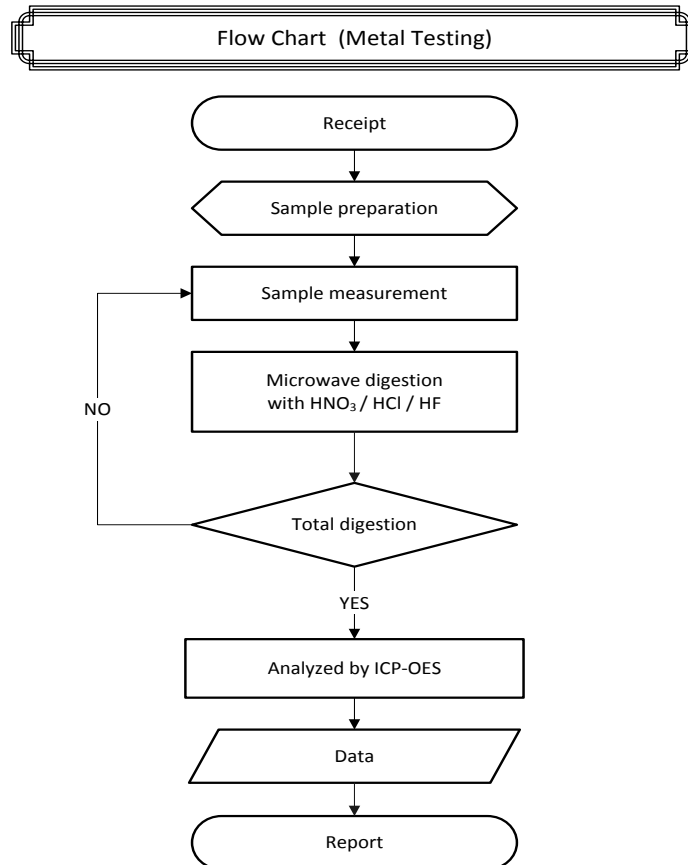 Flow Chart (Metal Testing)
Receipt
Sample preparation
Sample measurement
Microwave digestion
with HNO₃ / HCl / HF
NO
Total digestion
YES
Analyzed by ICP-OES
Data
Report